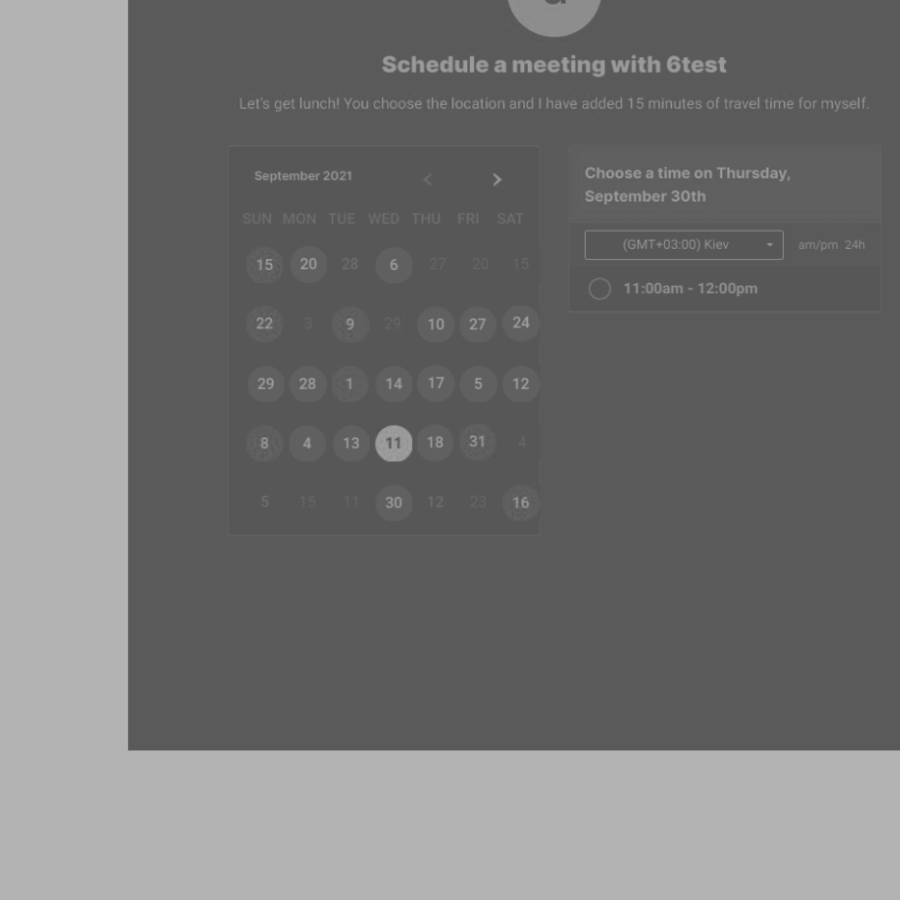 Schedule a meeting with 6test
Let's get lunch! You choose the location and I have added 15 minutes of travel time for myself.
September 2021
SUN MON TUE WED THU FRI SAT
15 20 28 6 27 20 15
22 3 9 29 10 27 24
29 28 1 14 17 5 12
8 4 13 11 18 31 4
5 15 11 30 12 23 16
Choose a time on Thursday,
September 30th
(GMT+03:00) Kiev am/pm 24h
11:00am - 12:00pm